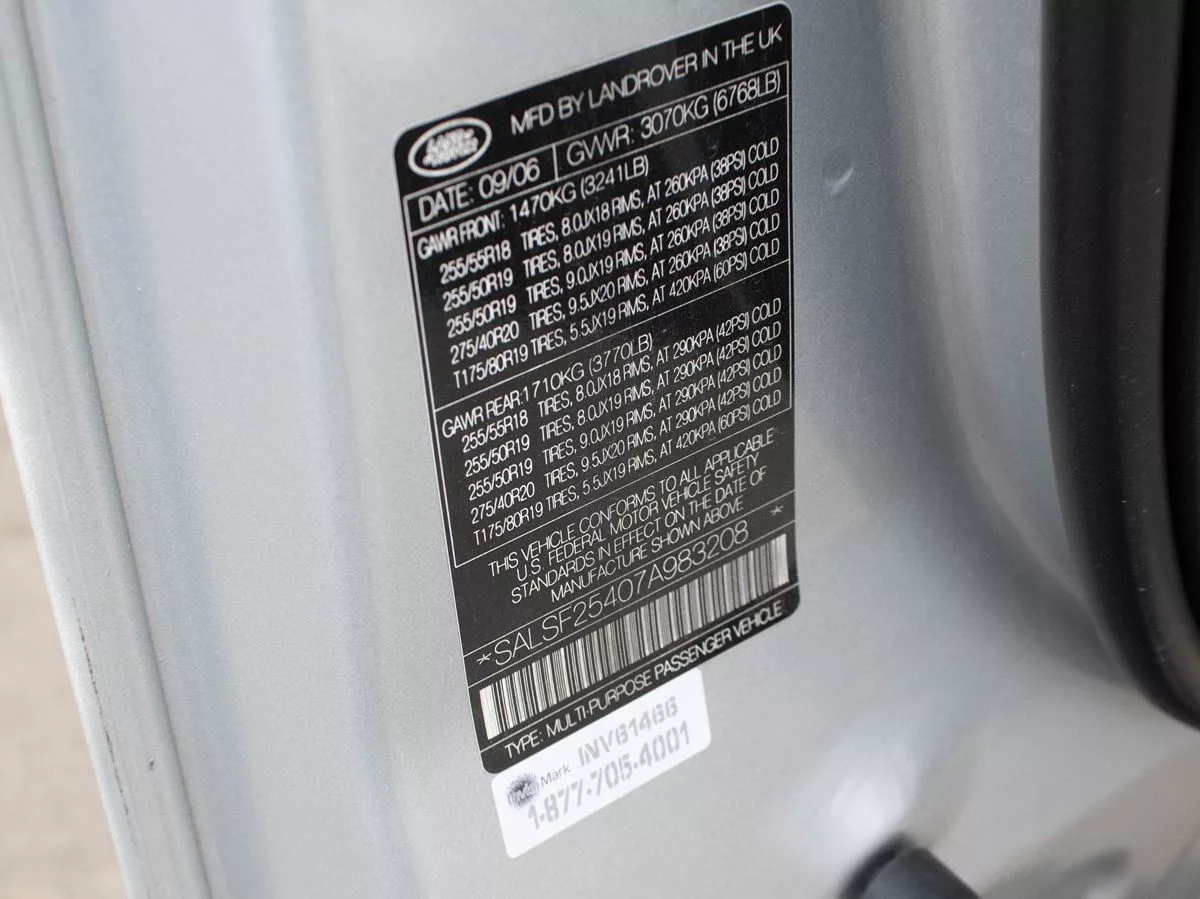 LAND ROVER
MFD BY LANDROVER IN THE UK
DATE: 09/06 GVWR: 3070KG (6768LB)
GAWR FRONT: 1470KG (3241LB)
255/55R18 TIRES, 8.0JX18 RIMS, AT 260KPA (38PSI) COLD
255/50R19 TIRES, 8.0JX19 RIMS, AT 260KPA (38PSI) COLD
255/50R19 TIRES, 9.0JX19 RIMS, AT 260KPA (38PSI) COLD
275/40R20 TIRES, 9.5JX20 RIMS, AT 260KPA (38PSI) COLD
T175/80R19 TIRES, 5.5JX19 RIMS, AT 420KPA (60PSI) COLD
GAWR REAR: 1710KG (3770LB)
255/55R18 TIRES, 8.0JX18 RIMS, AT 290KPA (42PSI) COLD
255/50R19 TIRES, 8.0JX19 RIMS, AT 290KPA (42PSI) COLD
255/50R19 TIRES, 9.0JX19 RIMS, AT 290KPA (42PSI) COLD
275/40R20 TIRES, 9.5JX20 RIMS, AT 290KPA (42PSI) COLD
T175/80R19 TIRES, 5.5JX19 RIMS, AT 420KPA (60PSI) COLD
THIS VEHICLE CONFORMS TO ALL APPLICABLE
U.S. FEDERAL MOTOR VEHICLE SAFETY
STANDARDS IN EFFECT ON THE DATE OF
MANUFACTURE SHOWN ABOVE
*SALSF25407A983208*
TYPE: MULTI-PURPOSE PASSENGER VEHICLE
Mark INV61466
1-877-705-4001